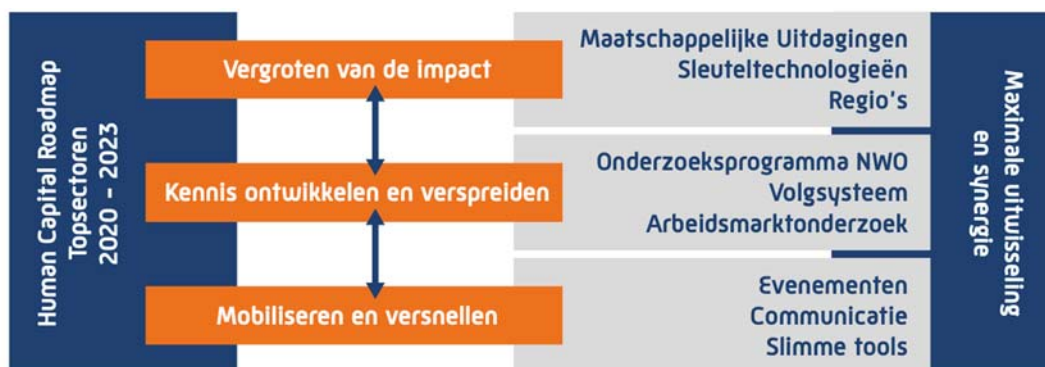 Human Capital Roadmap
Topsectoren
2020 - 2023
Vergroten van de impact
Maatschappelijke Uitdagingen
Sleuteltechnologieën
Regio's
Kennis ontwikkelen en verspreiden
Onderzoeksprogramma NWO
Volgsysteem
Arbeidsmarktonderzoek
Mobiliseren en versnellen
Evenementen
Communicatie
Slimme tools
Maximale uitwisseling
en synergie